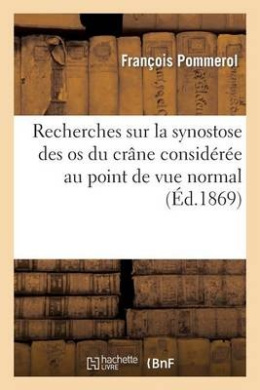 François Pommerol
Recherches sur la synostose des os du crâne considérée au point de vue normal (Éd.1869)
hachette
LIVRE
{BnF